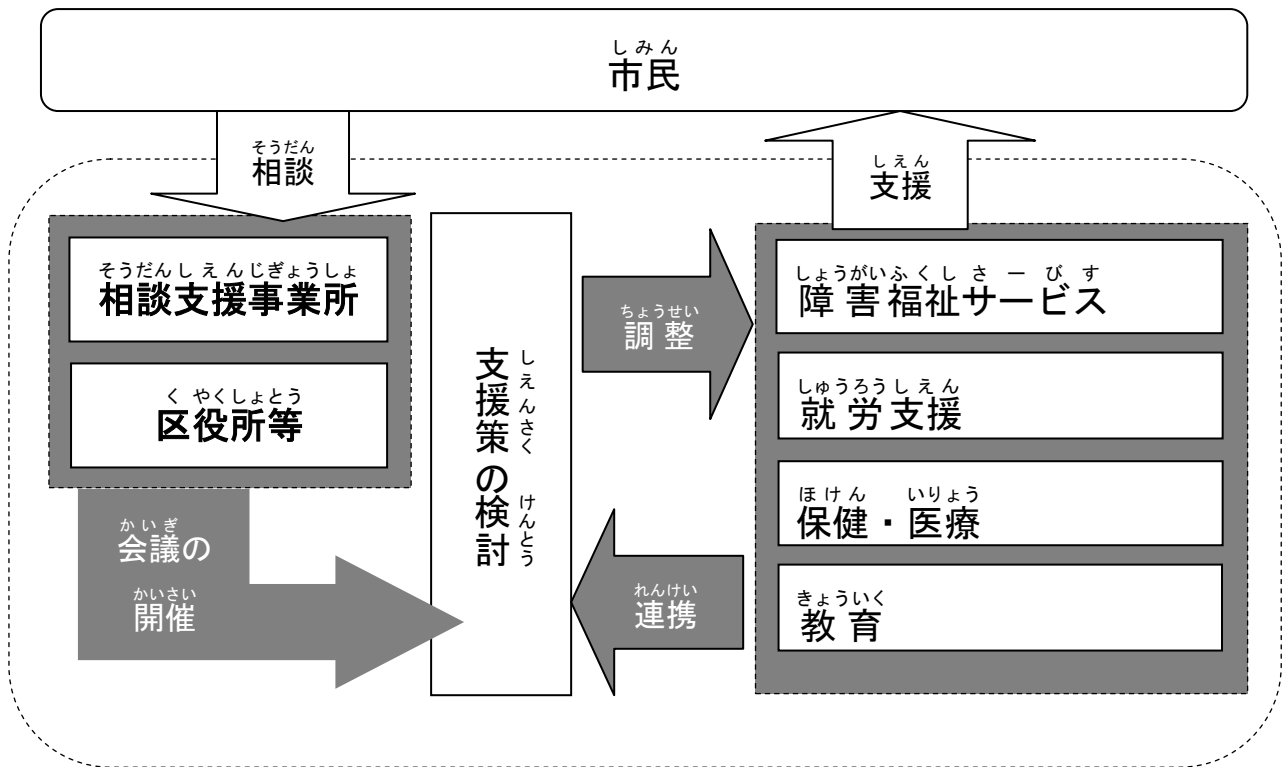 しみん
市民
そうだん
相談
しえん
支援
そうだんしえんじぎょうしょ
相談支援事業所
くやくしょとう
区役所等
かいぎ
会議の
かいさい
開催
しえんさく けんとう
支援策の検討
ちょうせい
調整
れんけい
連携
しょうがいふくしさーびす
障害福祉サービス
しゅうろうしえん
就労支援
ほけん いりょう
保健・医療
きょういく
教育